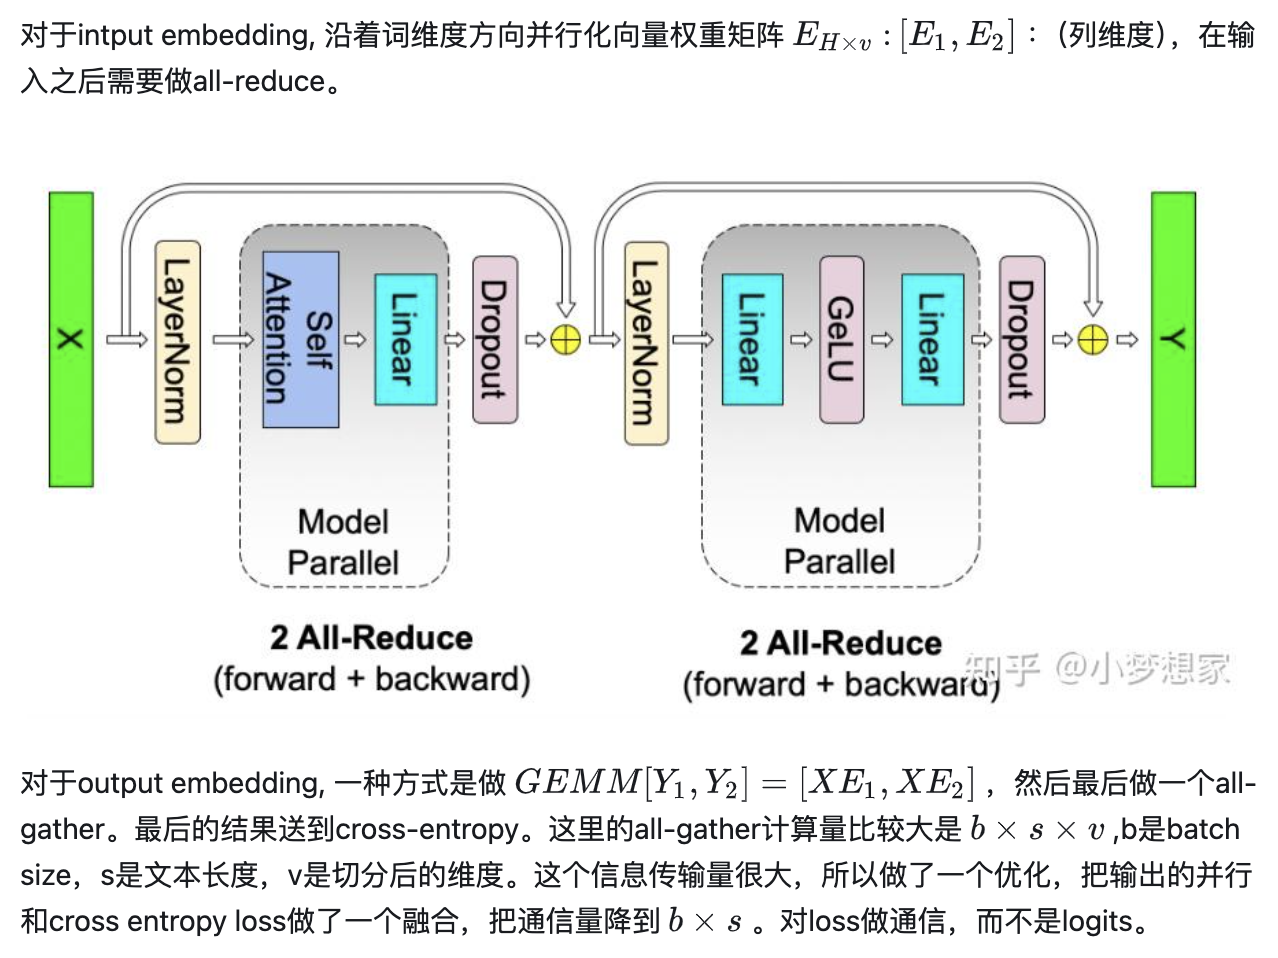 对于intput embedding, 沿着词维度方向并行化向量权重矩阵 $E_{H \times v} : [E_1, E_2]$ :（列维度），在输
入之后需要做all-reduce。
X
LayerNorm
Self
Attention
Linear
Dropout
LayerNorm
Linear
GeLU
Linear
Dropout
Y
Model
Parallel
Model
Parallel
2 All-Reduce
(forward + backward)
2 All-Reduce
(forward + backward)
知乎 @小梦想家
对于output embedding, 一种方式是做 $GEMM[Y_1, Y_2] = [XE_1, XE_2]$ ，然后最后做一个all-
gather。最后的结果送到cross-entropy。这里的all-gather计算量比较大是 $b \times s \times v$ ,b是batch
size，s是文本长度，v是切分后的维度。这个信息传输量很大，所以做了一个优化，把输出的并行
和cross entropy loss做了一个融合，把通信量降到 $b \times s$ 。对loss做通信，而不是logits。